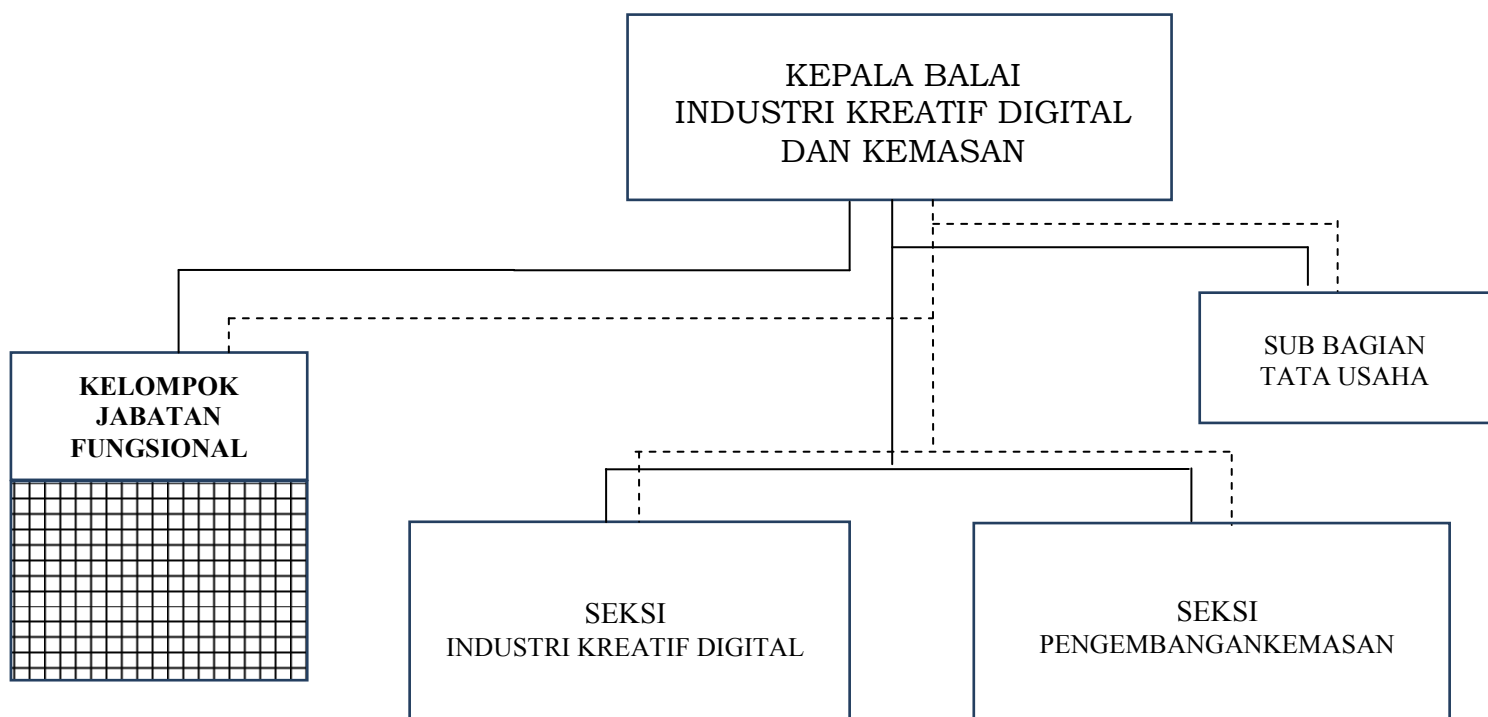 KEPALA BALAI
INDUSTRI KREATIF DIGITAL
DAN KEMASAN
SUB BAGIAN
TATA USAHA
KELOMPOK
JABATAN
FUNGSIONAL
SEKSI
INDUSTRI KREATIF DIGITAL
SEKSI
PENGEMBANGANKEMASAN